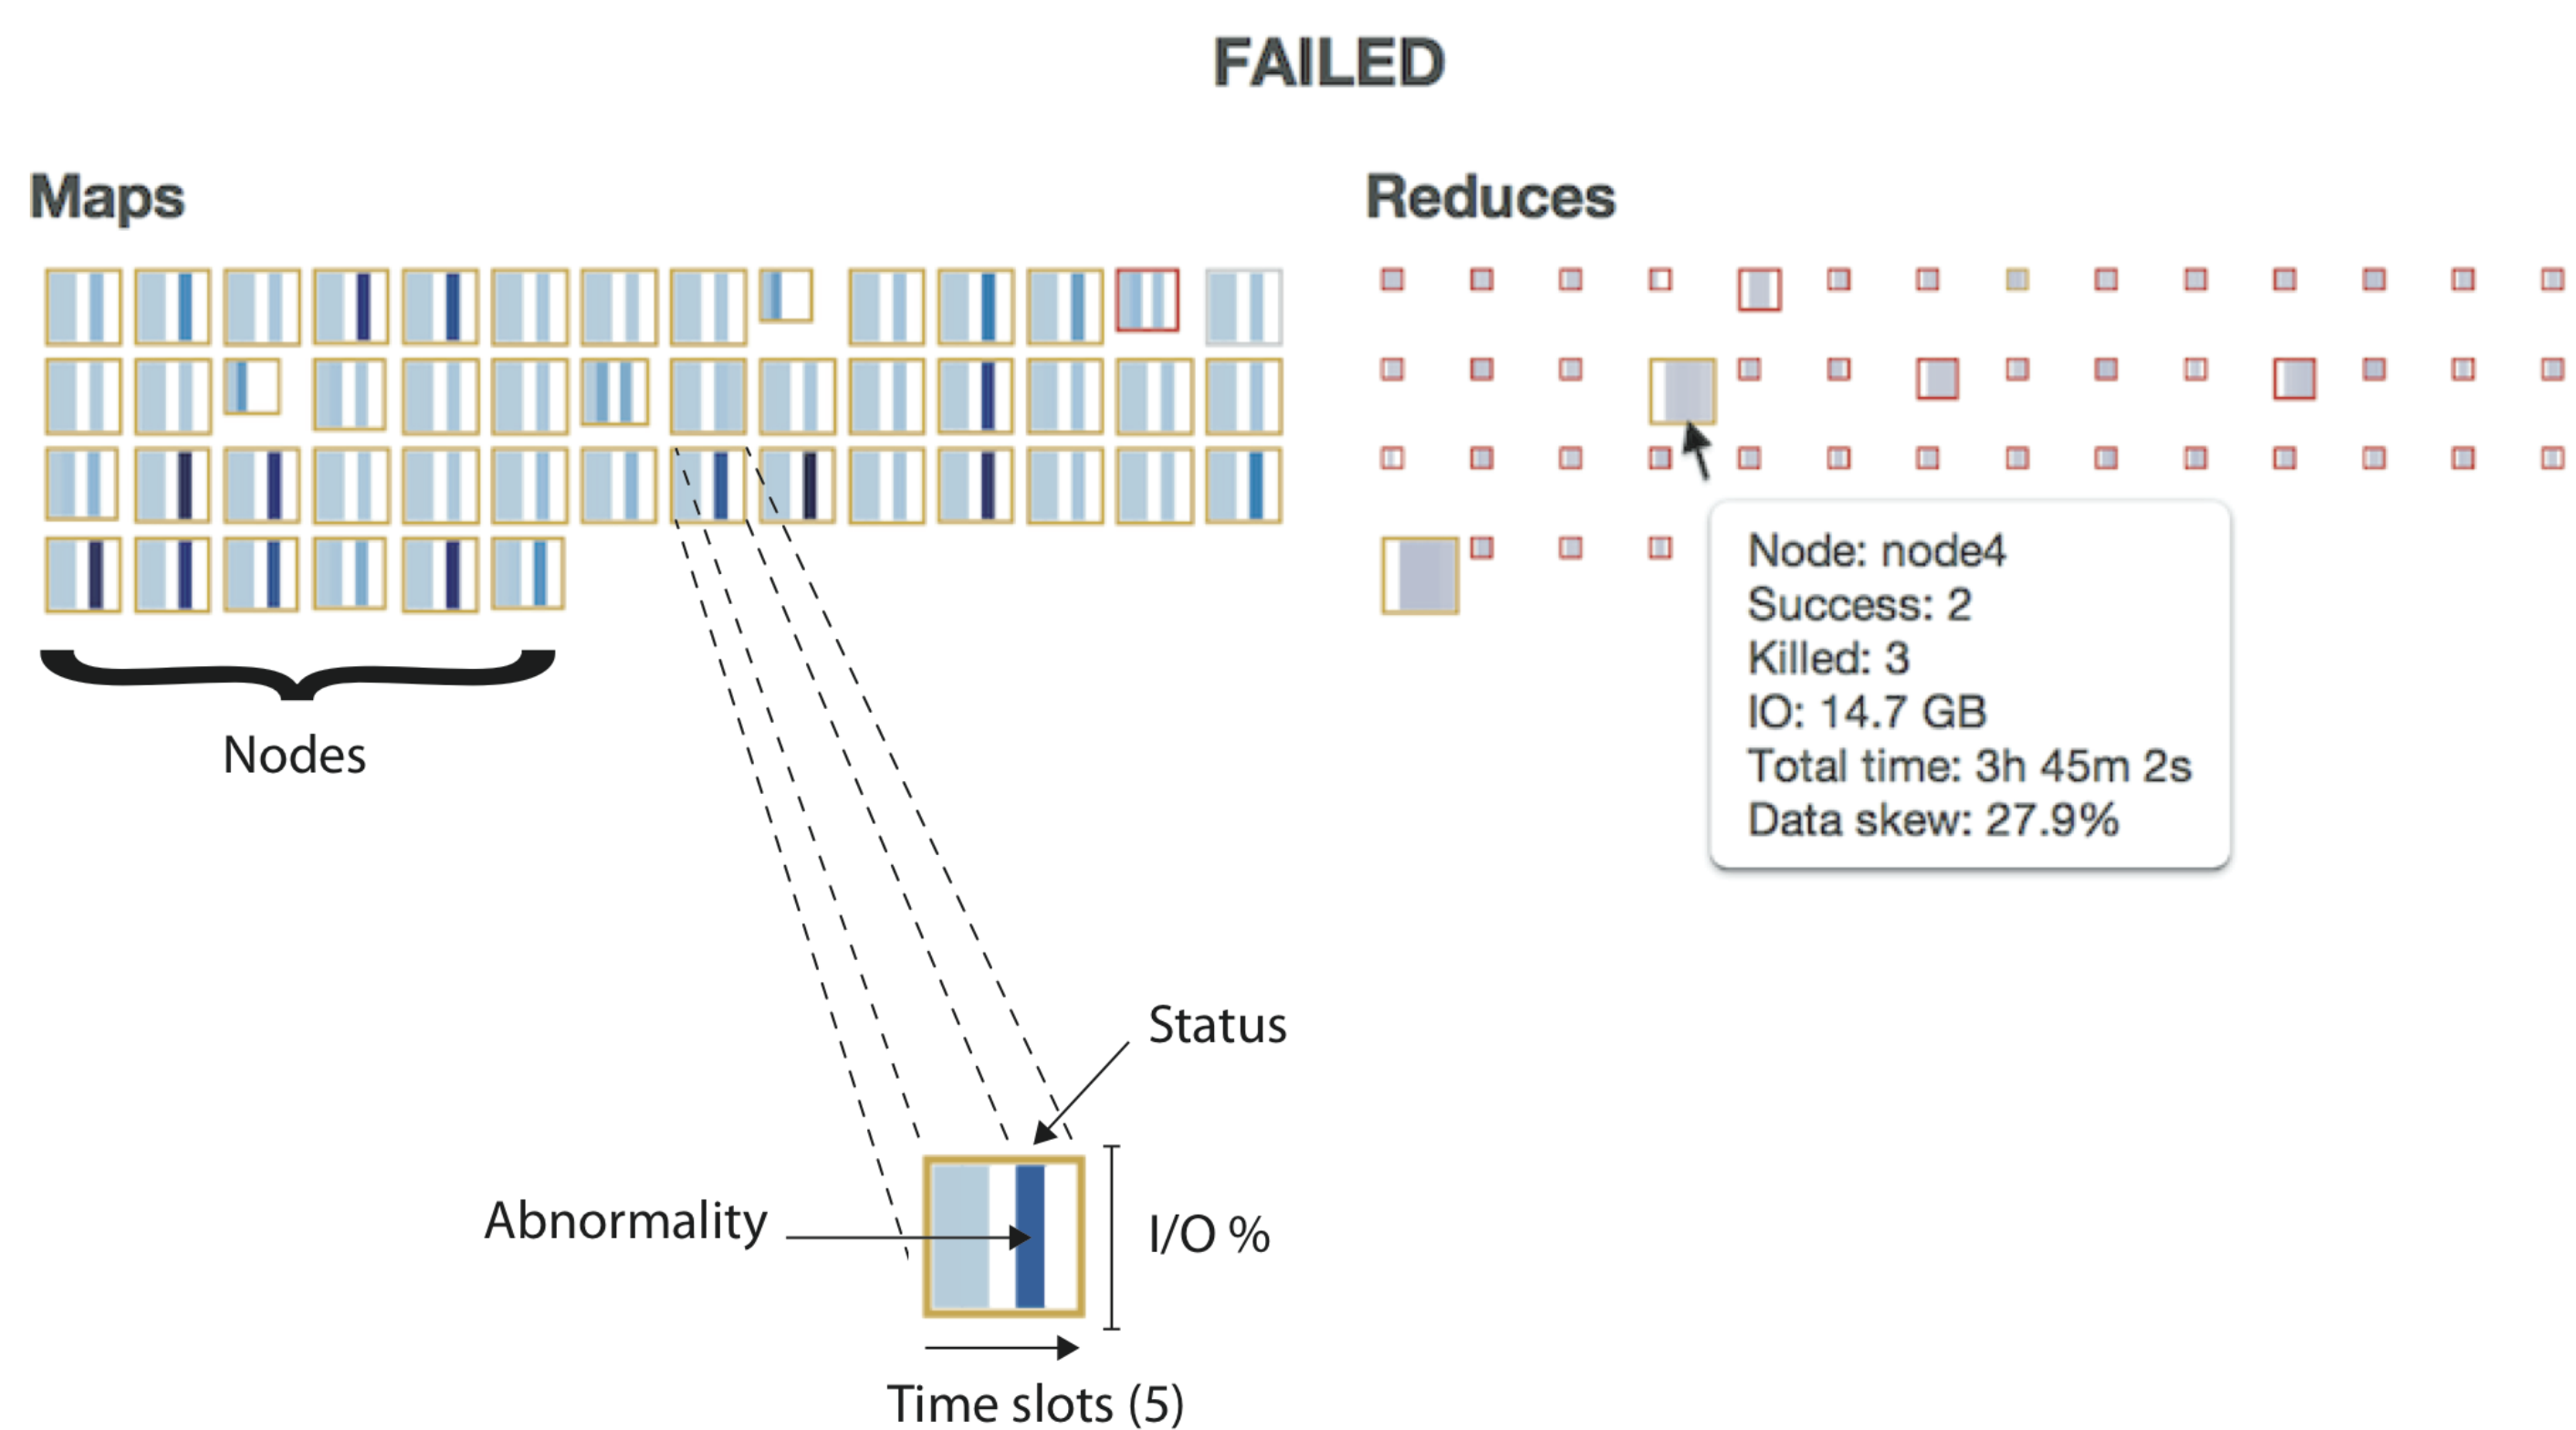 FAILED
Maps
Reduces
Node: node4
Success: 2
Killed: 3
IO: 14.7 GB
Total time: 3h 45m 2s
Data skew: 27.9%
Nodes
Status
Abnormality
I/O %
Time slots (5)